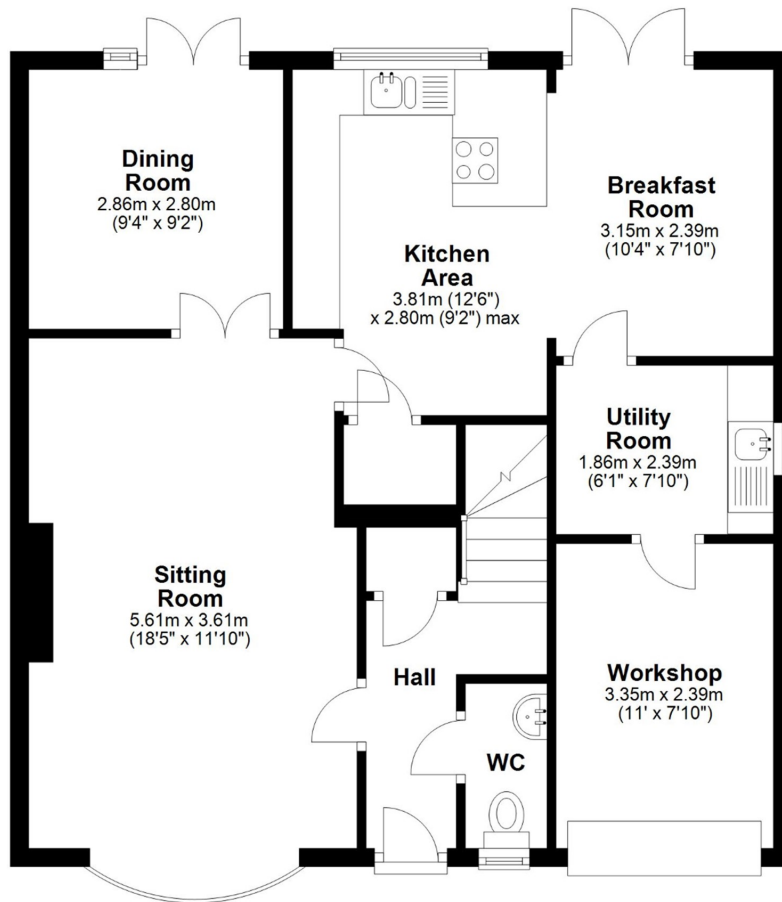 Dining
Room
2.86m x 2.80m
(9'4" x 9'2")
Kitchen
Area
3.81m (12'6")
x 2.80m (9'2") max
Breakfast
Room
3.15m x 2.39m
(10'4" x 7'10")
Utility
Room
1.86m x 2.39m
(6'1" x 7'10")
Sitting
Room
5.61m x 3.61m
(18'5" x 11'10")
Hall
WC
Workshop
3.35m x 2.39m
(11' x 7'10")